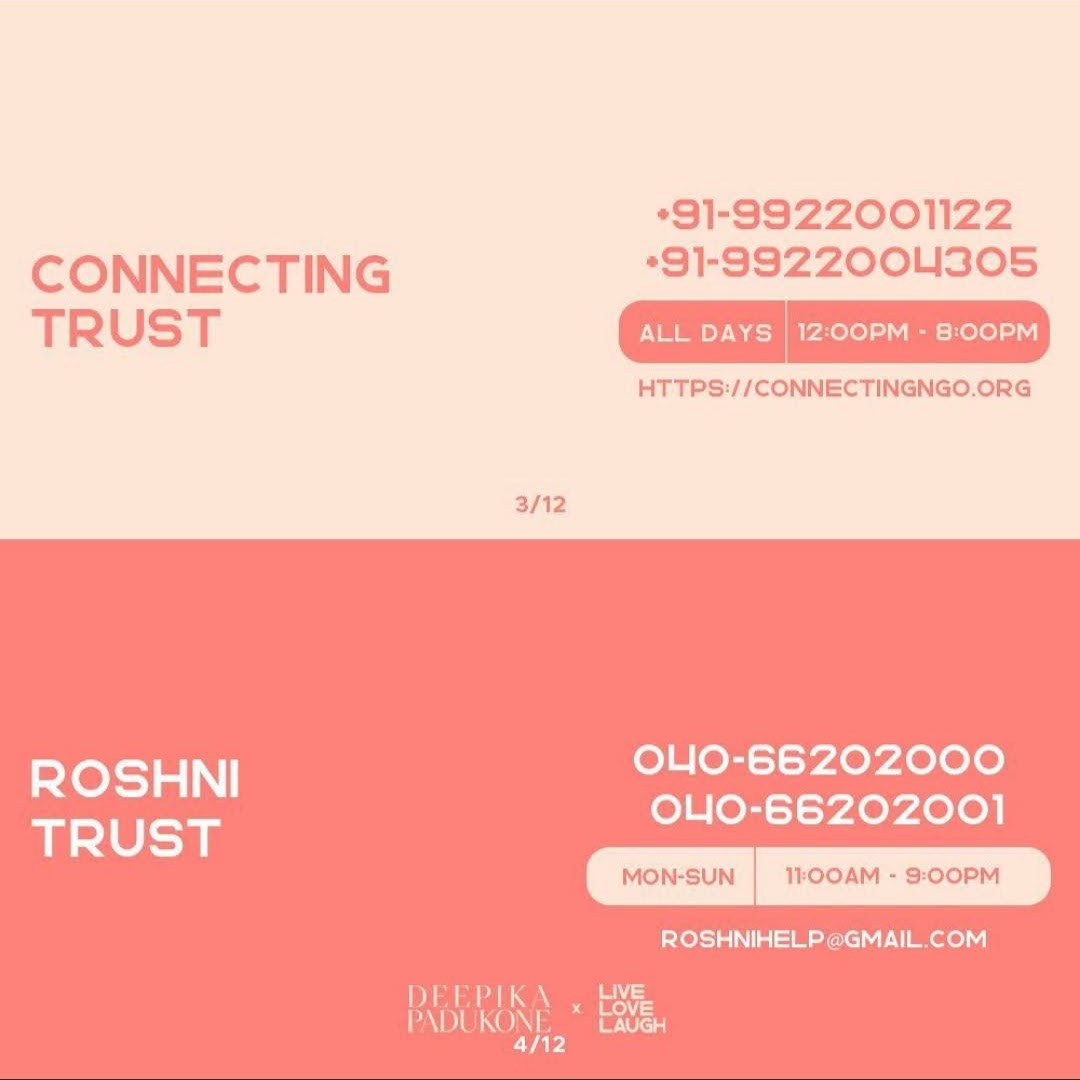 CONNECTING
TRUST
+91-9922001122
+91-9922004305
ALL DAYS 12:00PM - 8:00PM
HTTPS://CONNECTINGNGO.ORG
3/12
ROSHNI
TRUST
040-66202000
040-66202001
MON-SUN 11:00AM - 9:00PM
ROSHNIHELP@GMAIL.COM
DEEPIKA
PADUKONE
x
LIVE
LOVE
LAUGH
4/12